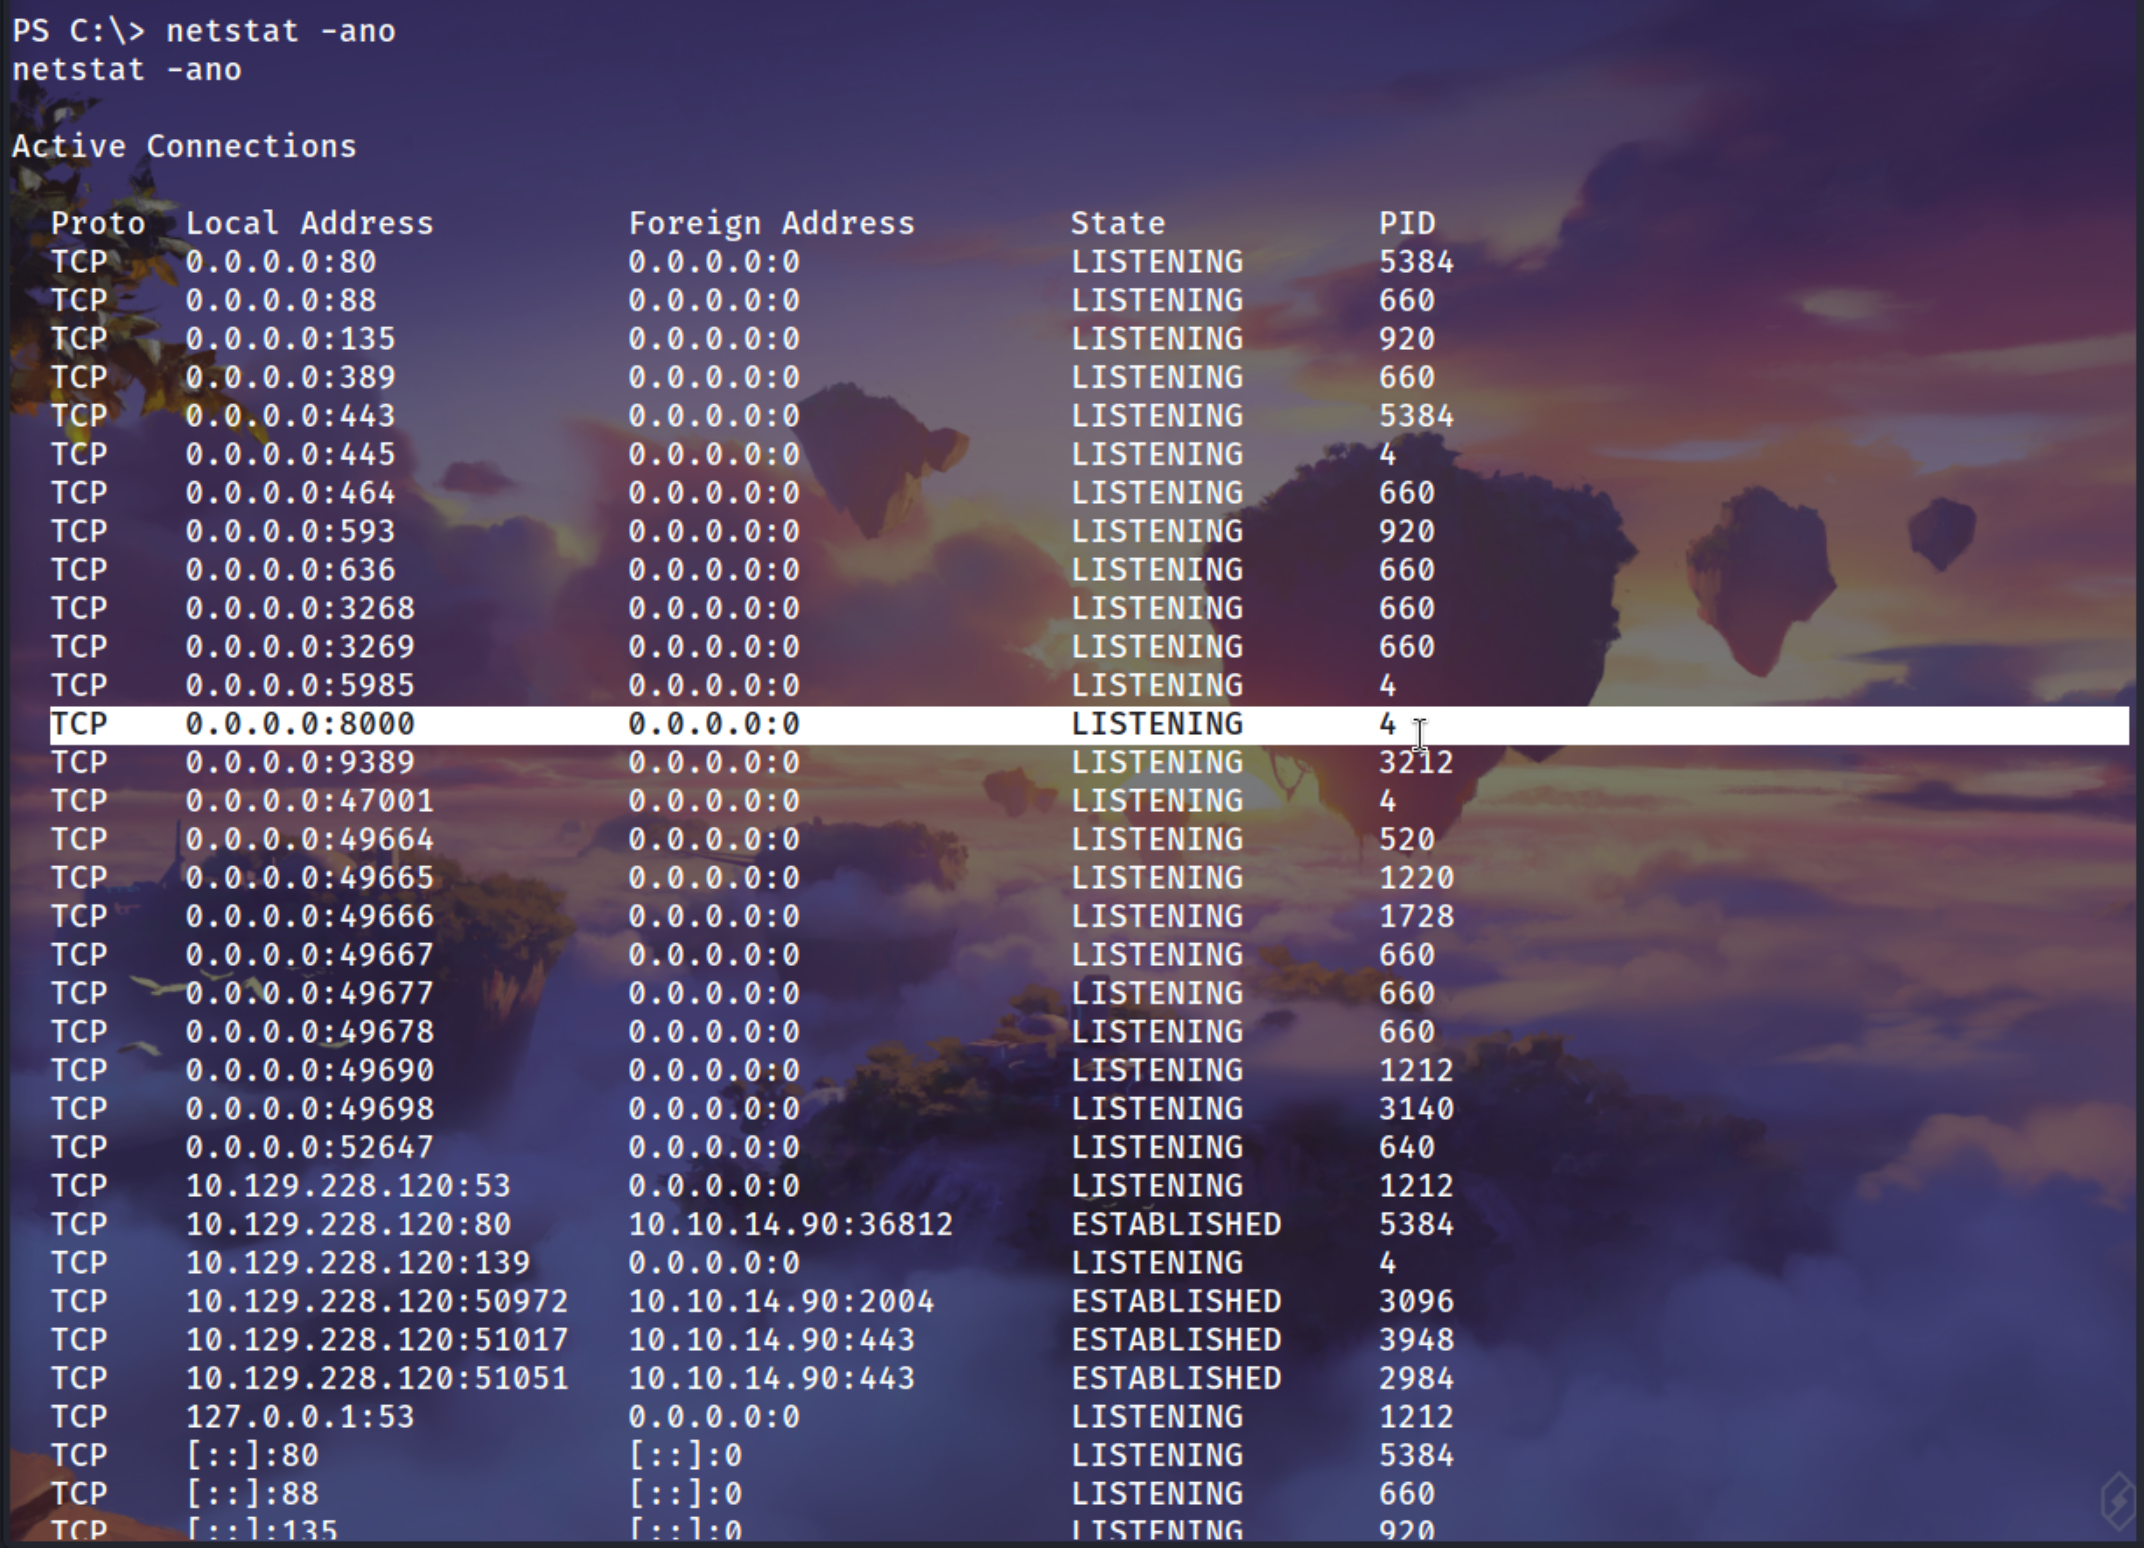 PS C:\> netstat -ano
netstat -ano
Active Connections
Proto  Local Address          Foreign Address        State           PID
TCP    0.0.0.0:80             0.0.0.0:0              LISTENING       5384
TCP    0.0.0.0:88             0.0.0.0:0              LISTENING       660
TCP    0.0.0.0:135            0.0.0.0:0              LISTENING       920
TCP    0.0.0.0:389            0.0.0.0:0              LISTENING       660
TCP    0.0.0.0:443            0.0.0.0:0              LISTENING       5384
TCP    0.0.0.0:445            0.0.0.0:0              LISTENING       4
TCP    0.0.0.0:464            0.0.0.0:0              LISTENING       660
TCP    0.0.0.0:593            0.0.0.0:0              LISTENING       920
TCP    0.0.0.0:636            0.0.0.0:0              LISTENING       660
TCP    0.0.0.0:3268           0.0.0.0:0              LISTENING       660
TCP    0.0.0.0:3269           0.0.0.0:0              LISTENING       660
TCP    0.0.0.0:5985           0.0.0.0:0              LISTENING       4
TCP    0.0.0.0:8000           0.0.0.0:0              LISTENING       4
TCP    0.0.0.0:9389           0.0.0.0:0              LISTENING       3212
TCP    0.0.0.0:47001          0.0.0.0:0              LISTENING       4
TCP    0.0.0.0:49664          0.0.0.0:0              LISTENING       520
TCP    0.0.0.0:49665          0.0.0.0:0              LISTENING       1220
TCP    0.0.0.0:49666          0.0.0.0:0              LISTENING       1728
TCP    0.0.0.0:49667          0.0.0.0:0              LISTENING       660
TCP    0.0.0.0:49677          0.0.0.0:0              LISTENING       660
TCP    0.0.0.0:49678          0.0.0.0:0              LISTENING       660
TCP    0.0.0.0:49690          0.0.0.0:0              LISTENING       1212
TCP    0.0.0.0:49698          0.0.0.0:0              LISTENING       3140
TCP    0.0.0.0:52647          0.0.0.0:0              LISTENING       640
TCP    10.129.228.120:53      0.0.0.0:0              LISTENING       1212
TCP    10.129.228.120:80      10.10.14.90:36812      ESTABLISHED     5384
TCP    10.129.228.120:139     0.0.0.0:0              LISTENING       4
TCP    10.129.228.120:50972   10.10.14.90:2004       ESTABLISHED     3096
TCP    10.129.228.120:51017   10.10.14.90:443        ESTABLISHED     3948
TCP    10.129.228.120:51051   10.10.14.90:443        ESTABLISHED     2984
TCP    127.0.0.1:53           0.0.0.0:0              LISTENING       1212
TCP    [::]:80                [::]:0                 LISTENING       5384
TCP    [::]:88                [::]:0                 LISTENING       660
TCP    [::]:135               [::]:0                 LISTENING       920